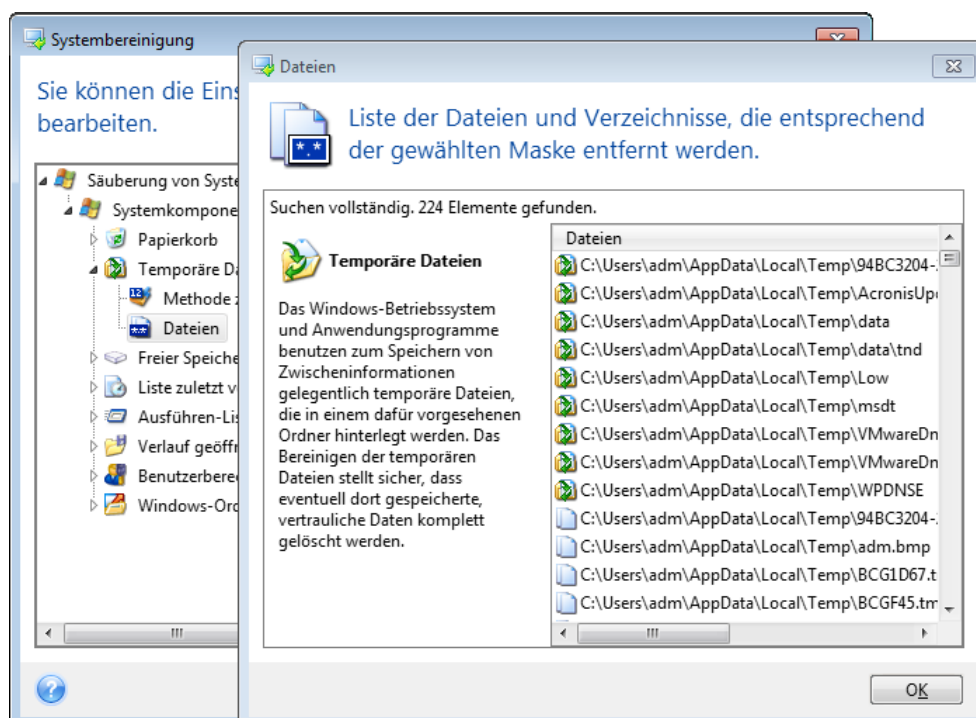 Systembereinigung
Sie können die Eins
bearbeiten.
Säuberung von Syste
Systemkompone
Papierkorb
Temporäre Da
Methode z
Dateien
Freier Speiche
Liste zuletzt v
Ausführen-Lis
Verlauf geöffn
Benutzerberei
Windows-Ord
Dateien
Liste der Dateien und Verzeichnisse, die entsprechend
der gewählten Maske entfernt werden.
Suchen vollständig. 224 Elemente gefunden.
Temporäre Dateien
Das Windows-Betriebssystem
und Anwendungsprogramme
benutzen zum Speichern von
Zwischeninformationen
gelegentlich temporäre Dateien,
die in einem dafür vorgesehenen
Ordner hinterlegt werden. Das
Bereinigen der temporären
Dateien stellt sicher, dass
eventuell dort gespeicherte,
vertrauliche Daten komplett
gelöscht werden.
Dateien
C:\Users\adm\AppData\Local\Temp\94BC3204-
C:\Users\adm\AppData\Local\Temp\AcronisUp
C:\Users\adm\AppData\Local\Temp\data
C:\Users\adm\AppData\Local\Temp\data\tnd
C:\Users\adm\AppData\Local\Temp\Low
C:\Users\adm\AppData\Local\Temp\msdt
C:\Users\adm\AppData\Local\Temp\VMwareDn
C:\Users\adm\AppData\Local\Temp\VMwareDn
C:\Users\adm\AppData\Local\Temp\WPDNSE
C:\Users\adm\AppData\Local\Temp\94BC3204-
C:\Users\adm\AppData\Local\Temp\adm.bmp
C:\Users\adm\AppData\Local\Temp\BCG1D67.t
C:\Users\adm\AppData\Local\Temp\BCGF45.tm
OK